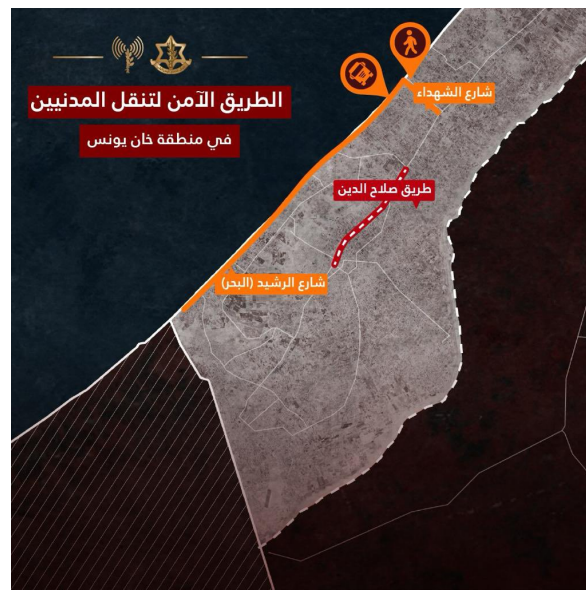 الطريق الآمن لتنقل المدنيين
في منطقة خان يونس
شارع الشهداء
طريق صلاح الدين
شارع الرشيد (البحر)